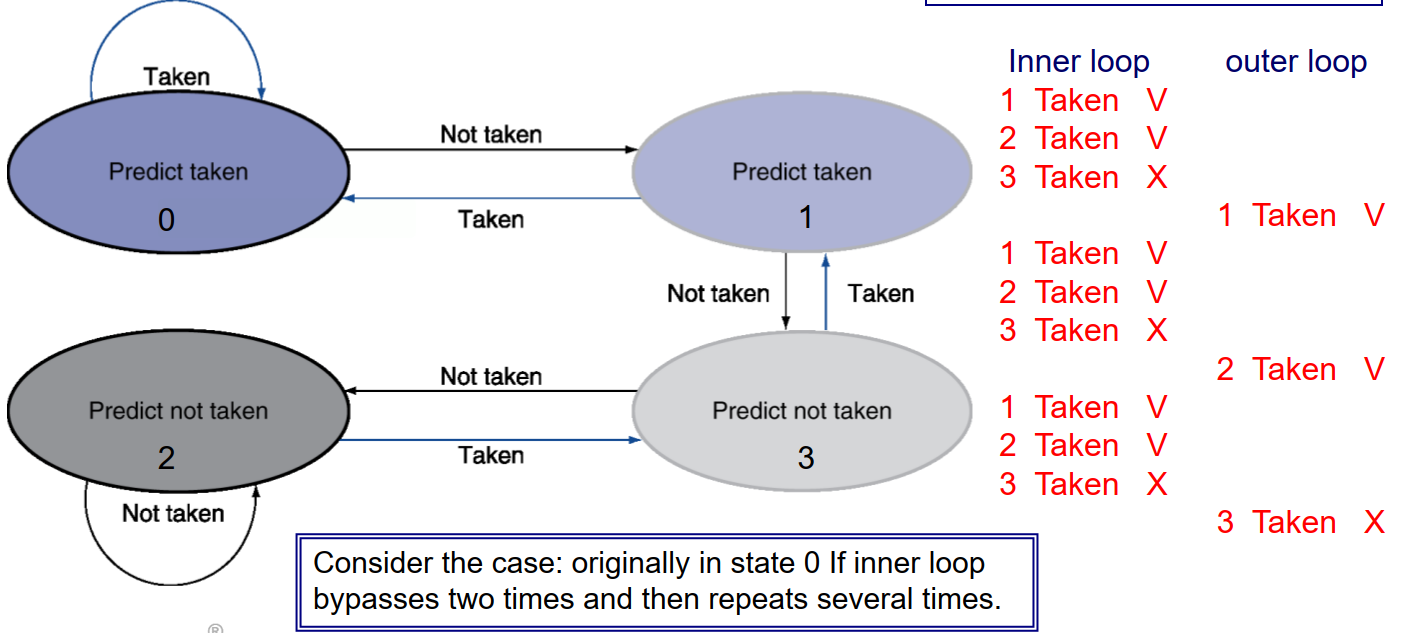 Taken
Not taken
Predict taken
0
Predict taken
1
Taken
Not taken
Taken
Not taken
Predict not taken
2
Predict not taken
3
Taken
Not taken
Consider the case: originally in state 0 If inner loop
bypasses two times and then repeats several times.
®
Inner loop outer loop
1 Taken V
2 Taken V
3 Taken X
1 Taken V
1 Taken V
2 Taken V
3 Taken X
2 Taken V
1 Taken V
2 Taken V
3 Taken X
3 Taken X